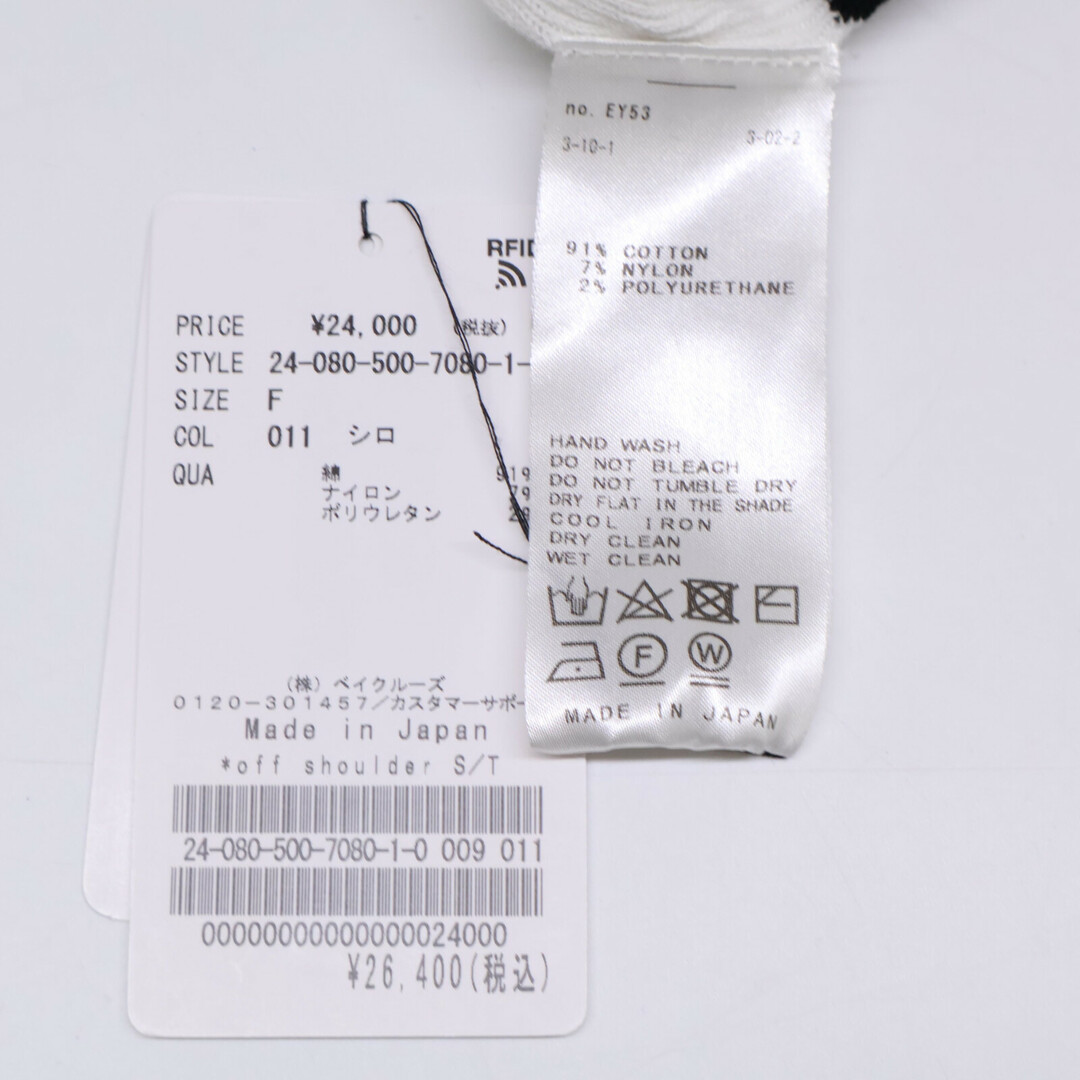 RFID
PRICE ¥24,000 (税抜)
STYLE 24-080-500-7080-1-
SIZE F
COL 011 シロ
QUA 綿 91%
ナイロン 7%
ポリウレタン 2%
(株) ベイクルーズ
0120-301457/カスタマーサポー
Made in Japan
*off shoulder S/T
24-080-500-7080-1-0 009 011
00000000000000024000
¥26,400(税込)
no. EY53
3-10-1 3-02-2
91% COTTON
7% NYLON
2% POLYURETHANE
HAND WASH
DO NOT BLEACH
DO NOT TUMBLE DRY
DRY FLAT IN THE SHADE
COOL IRON
DRY CLEAN
WET CLEAN
F W
MADE IN JAPAN